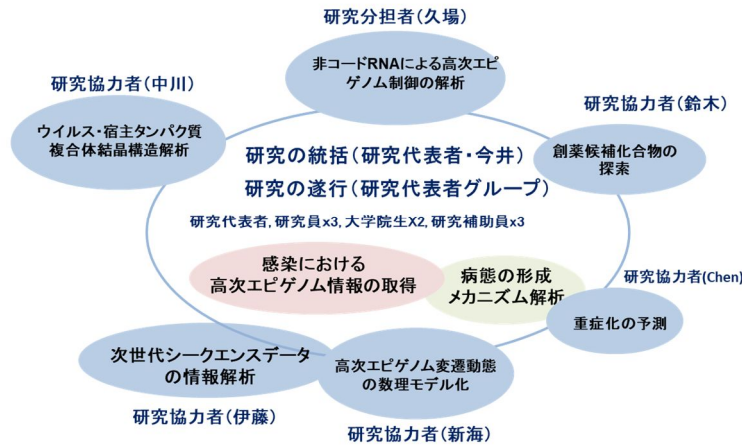 研究分担者(久場)
非コードRNAによる高次エピ
ゲノム制御の解析
研究協力者(中川)
ウイルス・宿主タンパク質
複合体結晶構造解析
研究協力者(鈴木)
創薬候補化合物の
探索
研究の統括(研究代表者・今井)
研究の遂行(研究代表者グループ)
研究代表者, 研究員x3, 大学院生X2, 研究補助員x3
感染における
高次エピゲノム情報の取得
病態の形成
メカニズム解析
研究協力者(Chen)
重症化の予測
次世代シークエンスデータ
の情報解析
研究協力者(伊藤)
高次エピゲノム変遷動態
の数理モデル化
研究協力者(新海)